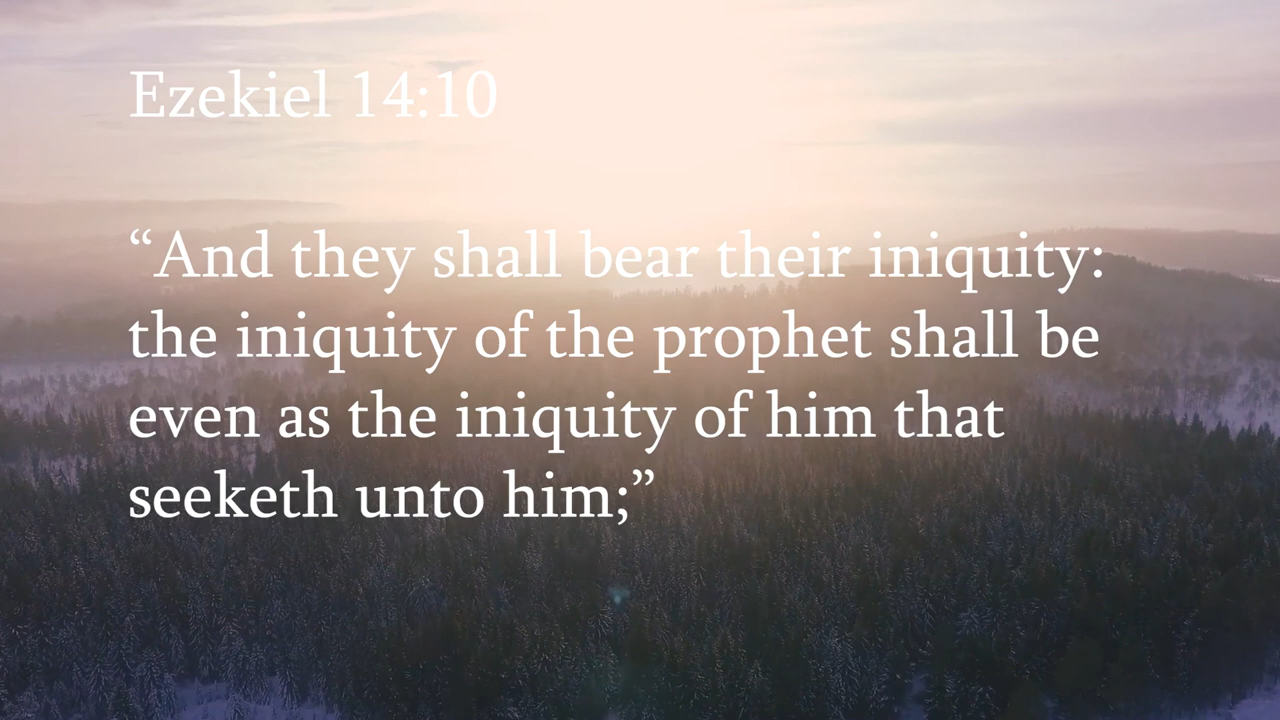 Ezekiel 14:10
“And they shall bear their iniquity:
the iniquity of the prophet shall be
even as the iniquity of him that
seeketh unto him;”